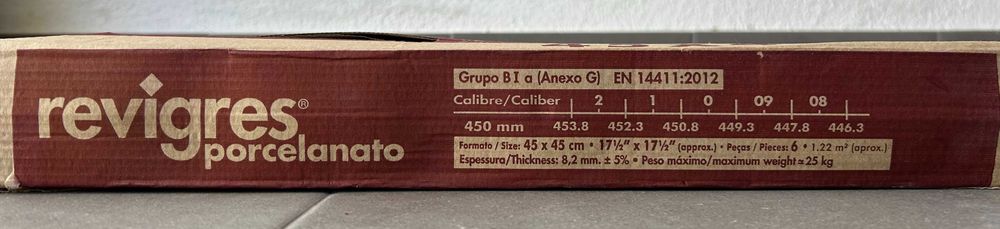 revigres®
porcelanato
Grupo B I a (Anexo G) EN 14411:2012
Calibre/Caliber | 2 | 1 | 0 | 09 | 08 |
450 mm 453.8 452.3 450.8 449.3 447.8 446.3
Formato / Size: 45 x 45 cm • 17½" x 17½" (approx.) • Peças / Pieces: 6 • 1.22 m² (aprox.)
Espessura/Thickness: 8,2 mm. ± 5% • Peso máximo/maximum weight ≃ 25 kg